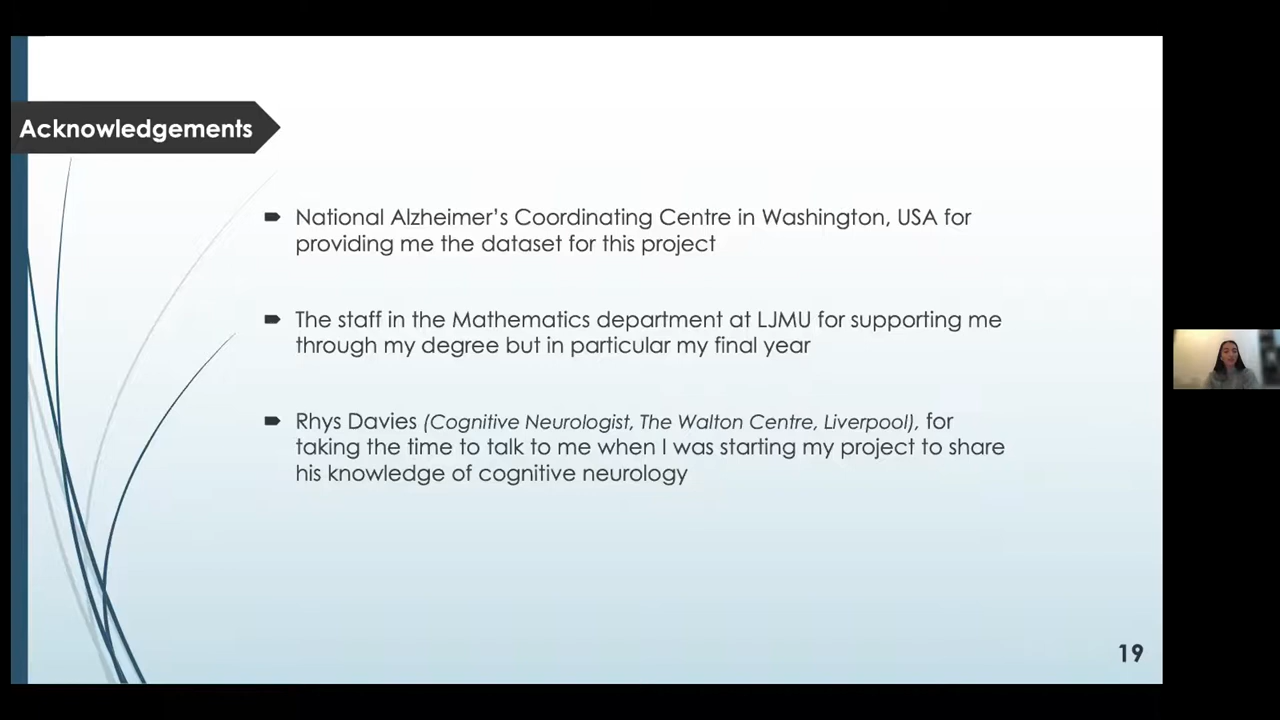 Acknowledgements
National Alzheimer's Coordinating Centre in Washington, USA for
providing me the dataset for this project
The staff in the Mathematics department at LJMU for supporting me
through my degree but in particular my final year
Rhys Davies (Cognitive Neurologist, The Walton Centre, Liverpool), for
taking the time to talk to me when I was starting my project to share
his knowledge of cognitive neurology
19